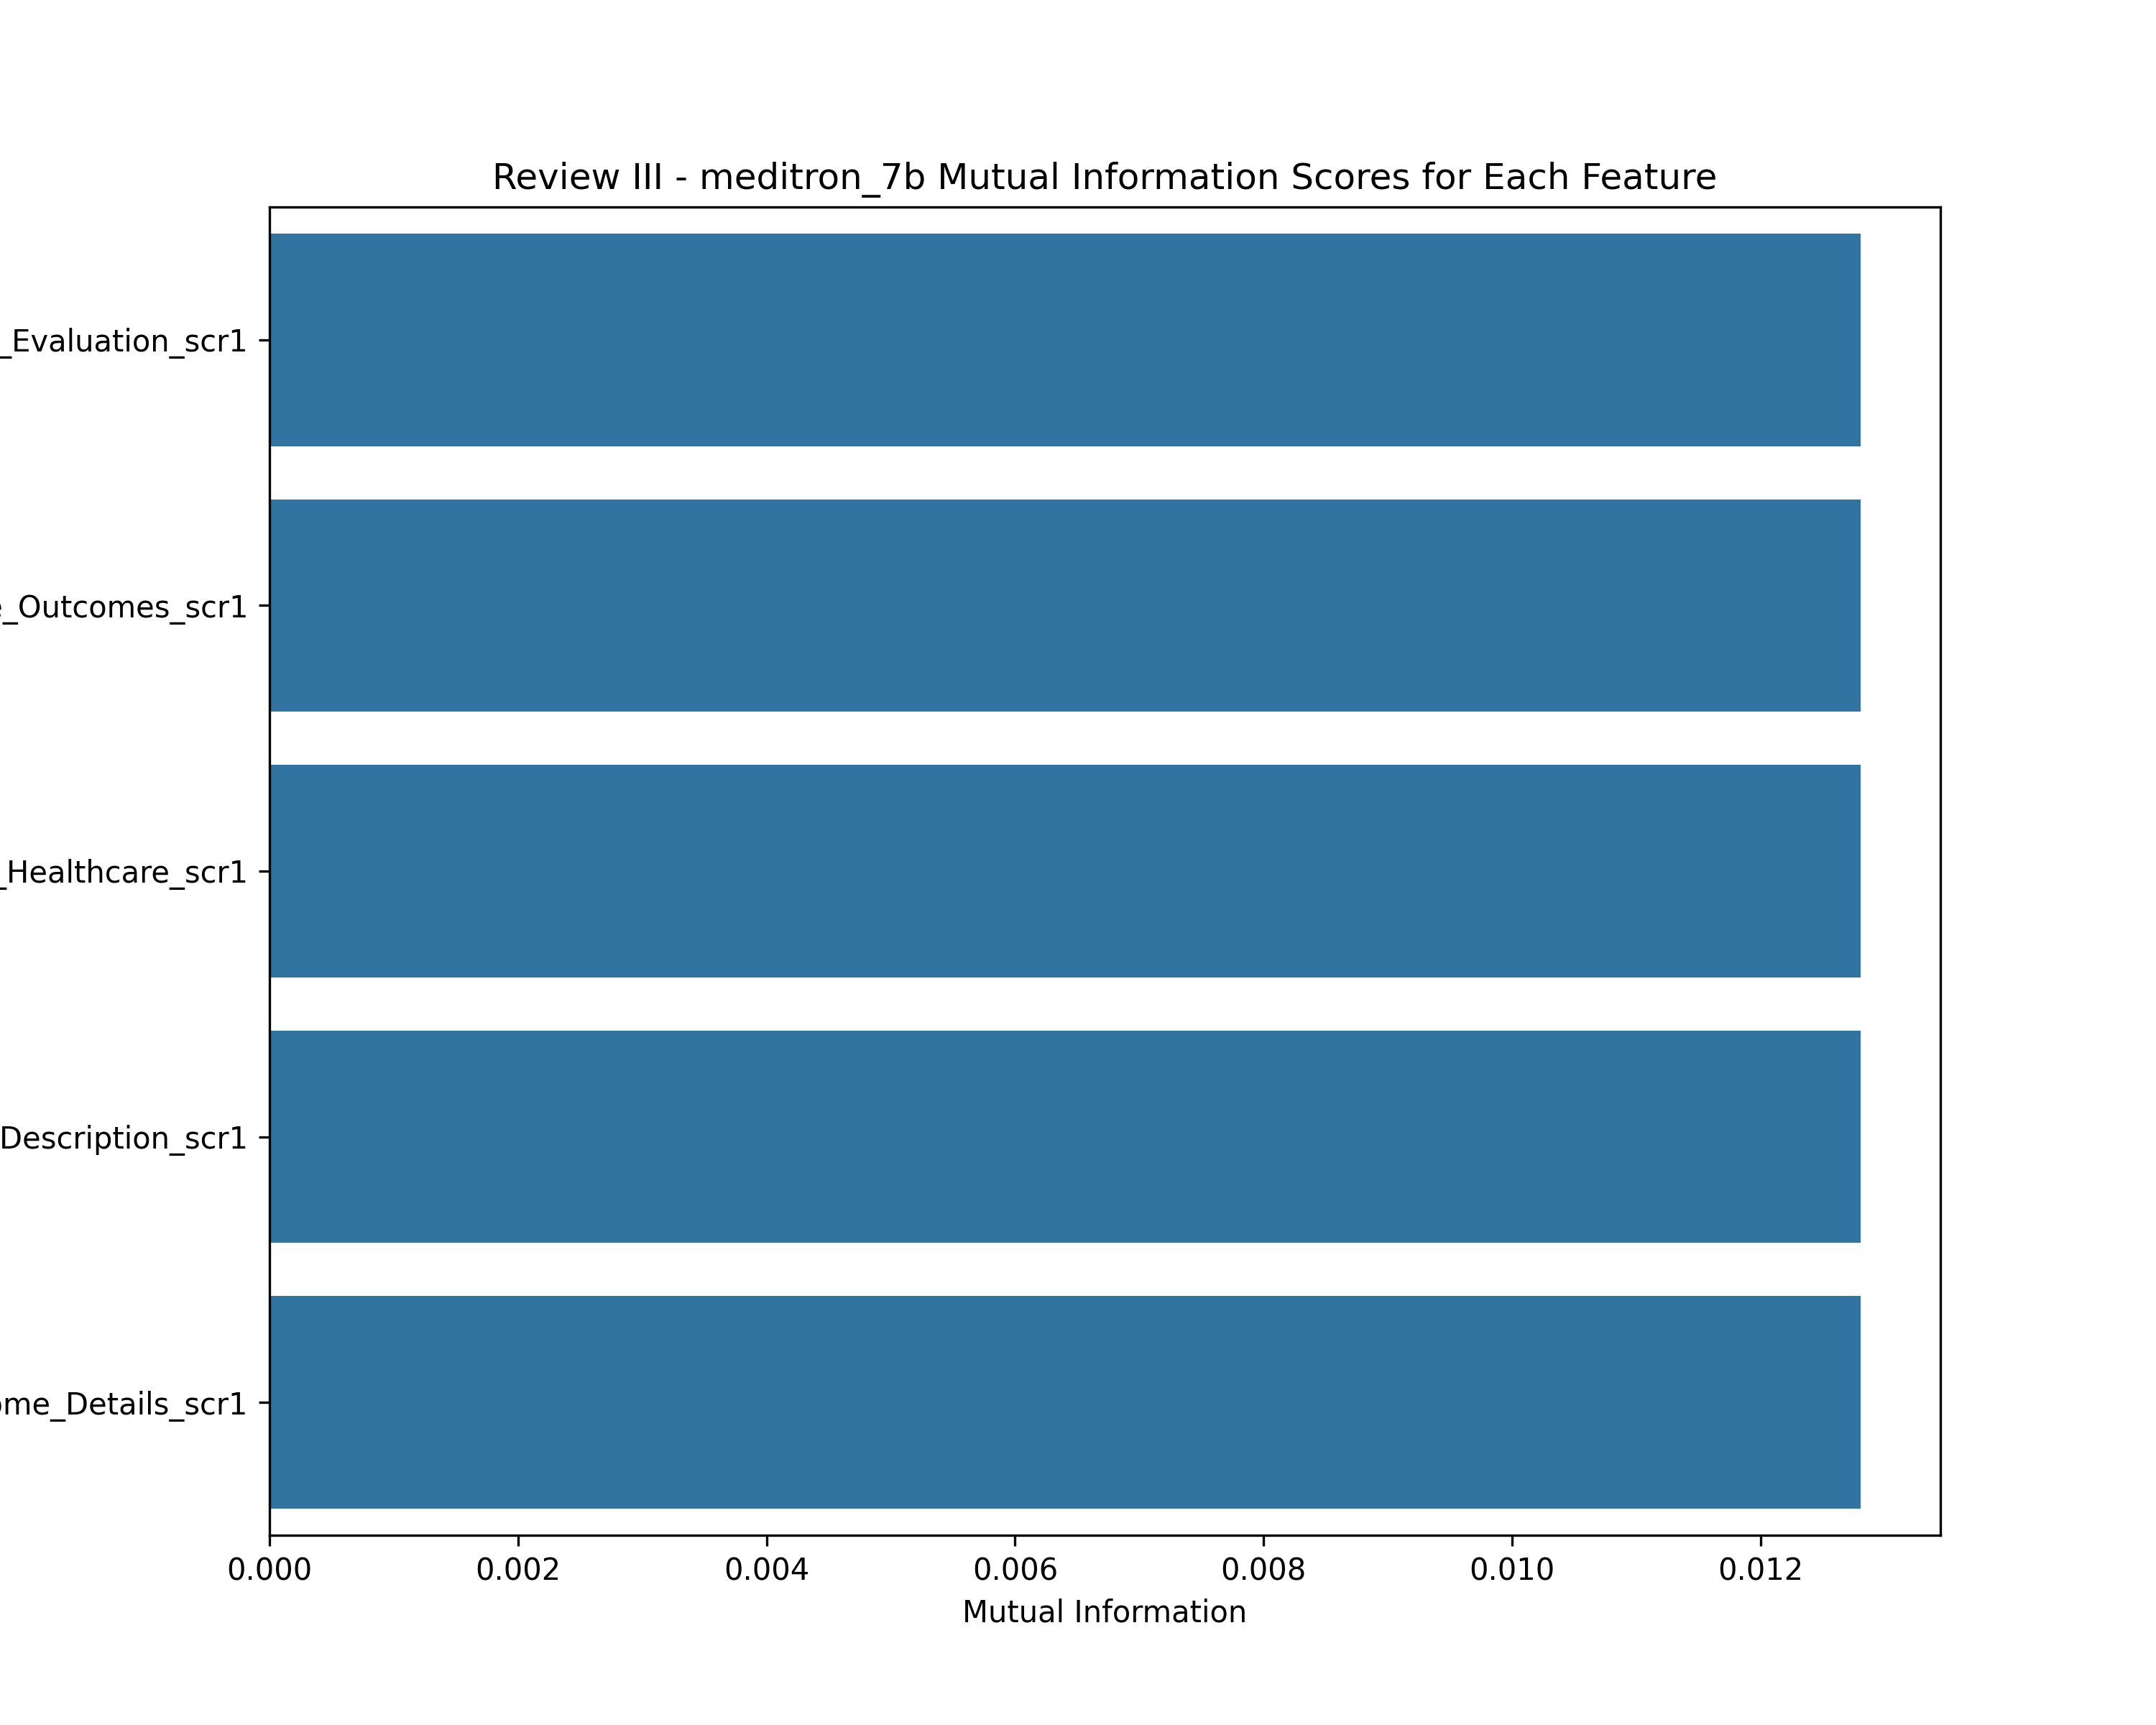 Review III - meditron_7b Mutual Information Scores for Each Feature
_Evaluation_scr1
_Outcomes_scr1
_Healthcare_scr1
Description_scr1
me_Details_scr1
0.000 0.002 0.004 0.006 0.008 0.010 0.012
Mutual Information